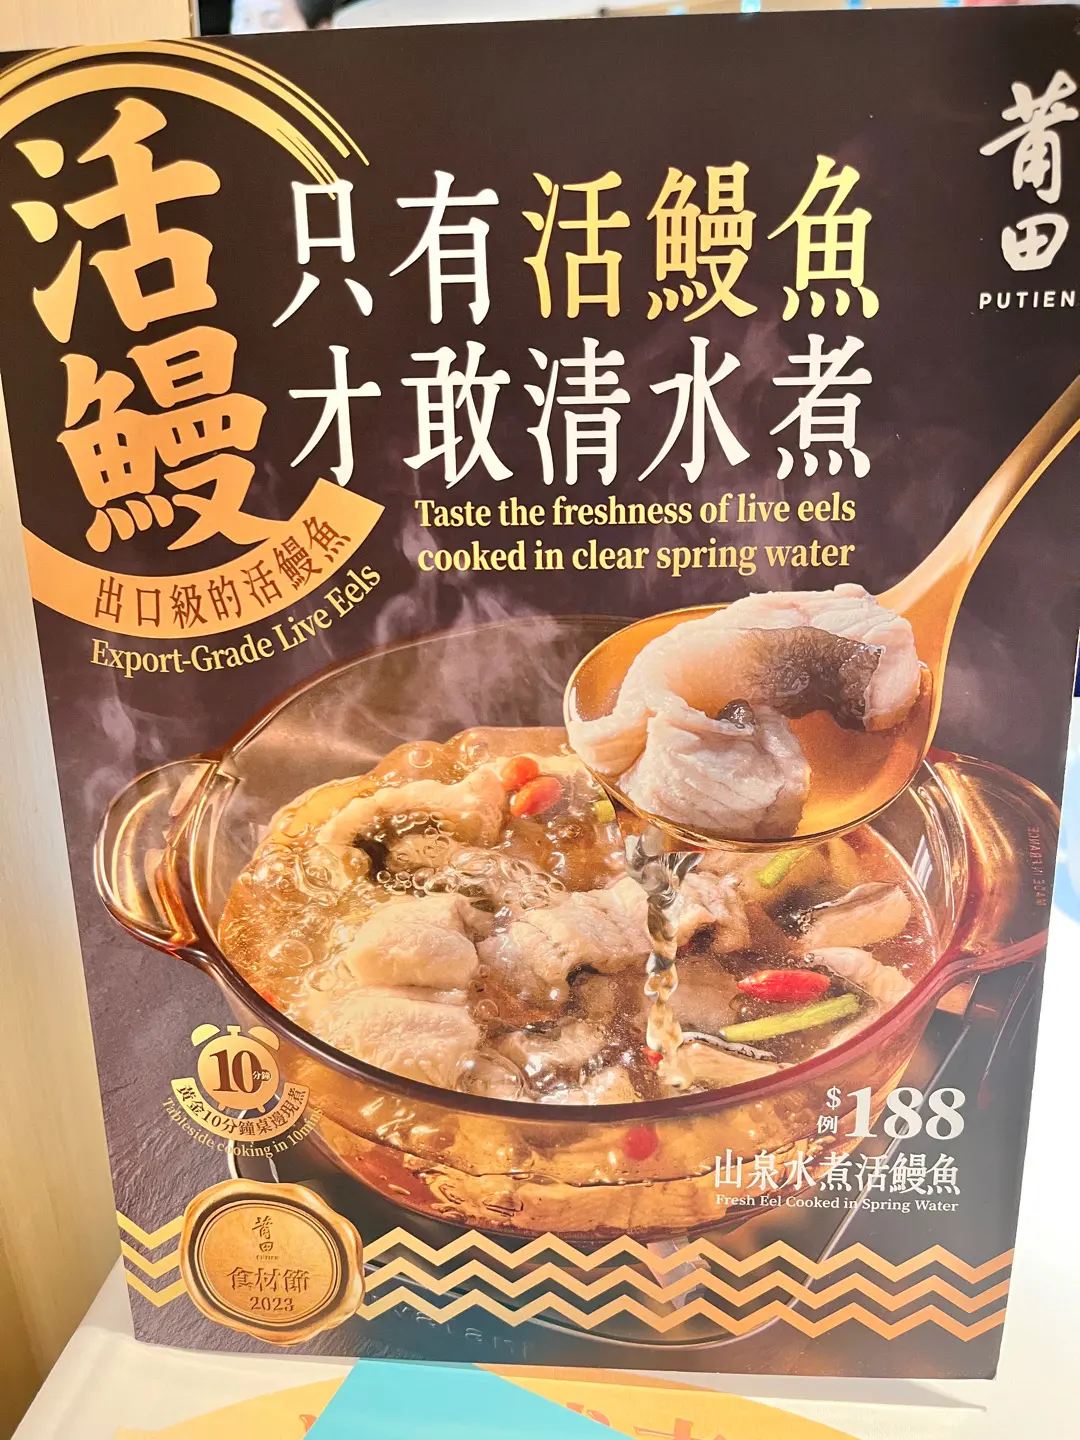 活鰻
出口級的活鰻魚
Export-Grade Live Eels
只有活鰻魚
才敢清水煮
Taste the freshness of live eels
cooked in clear spring water
莆田
PUTIEN
10分鐘
黃金10分鐘桌邊現煮
Tableside cooking in 10mins
$188
例
山泉水煮活鰻魚
Fresh Eel Cooked in Spring Water
莆田
PUTIEN
食材節
2023